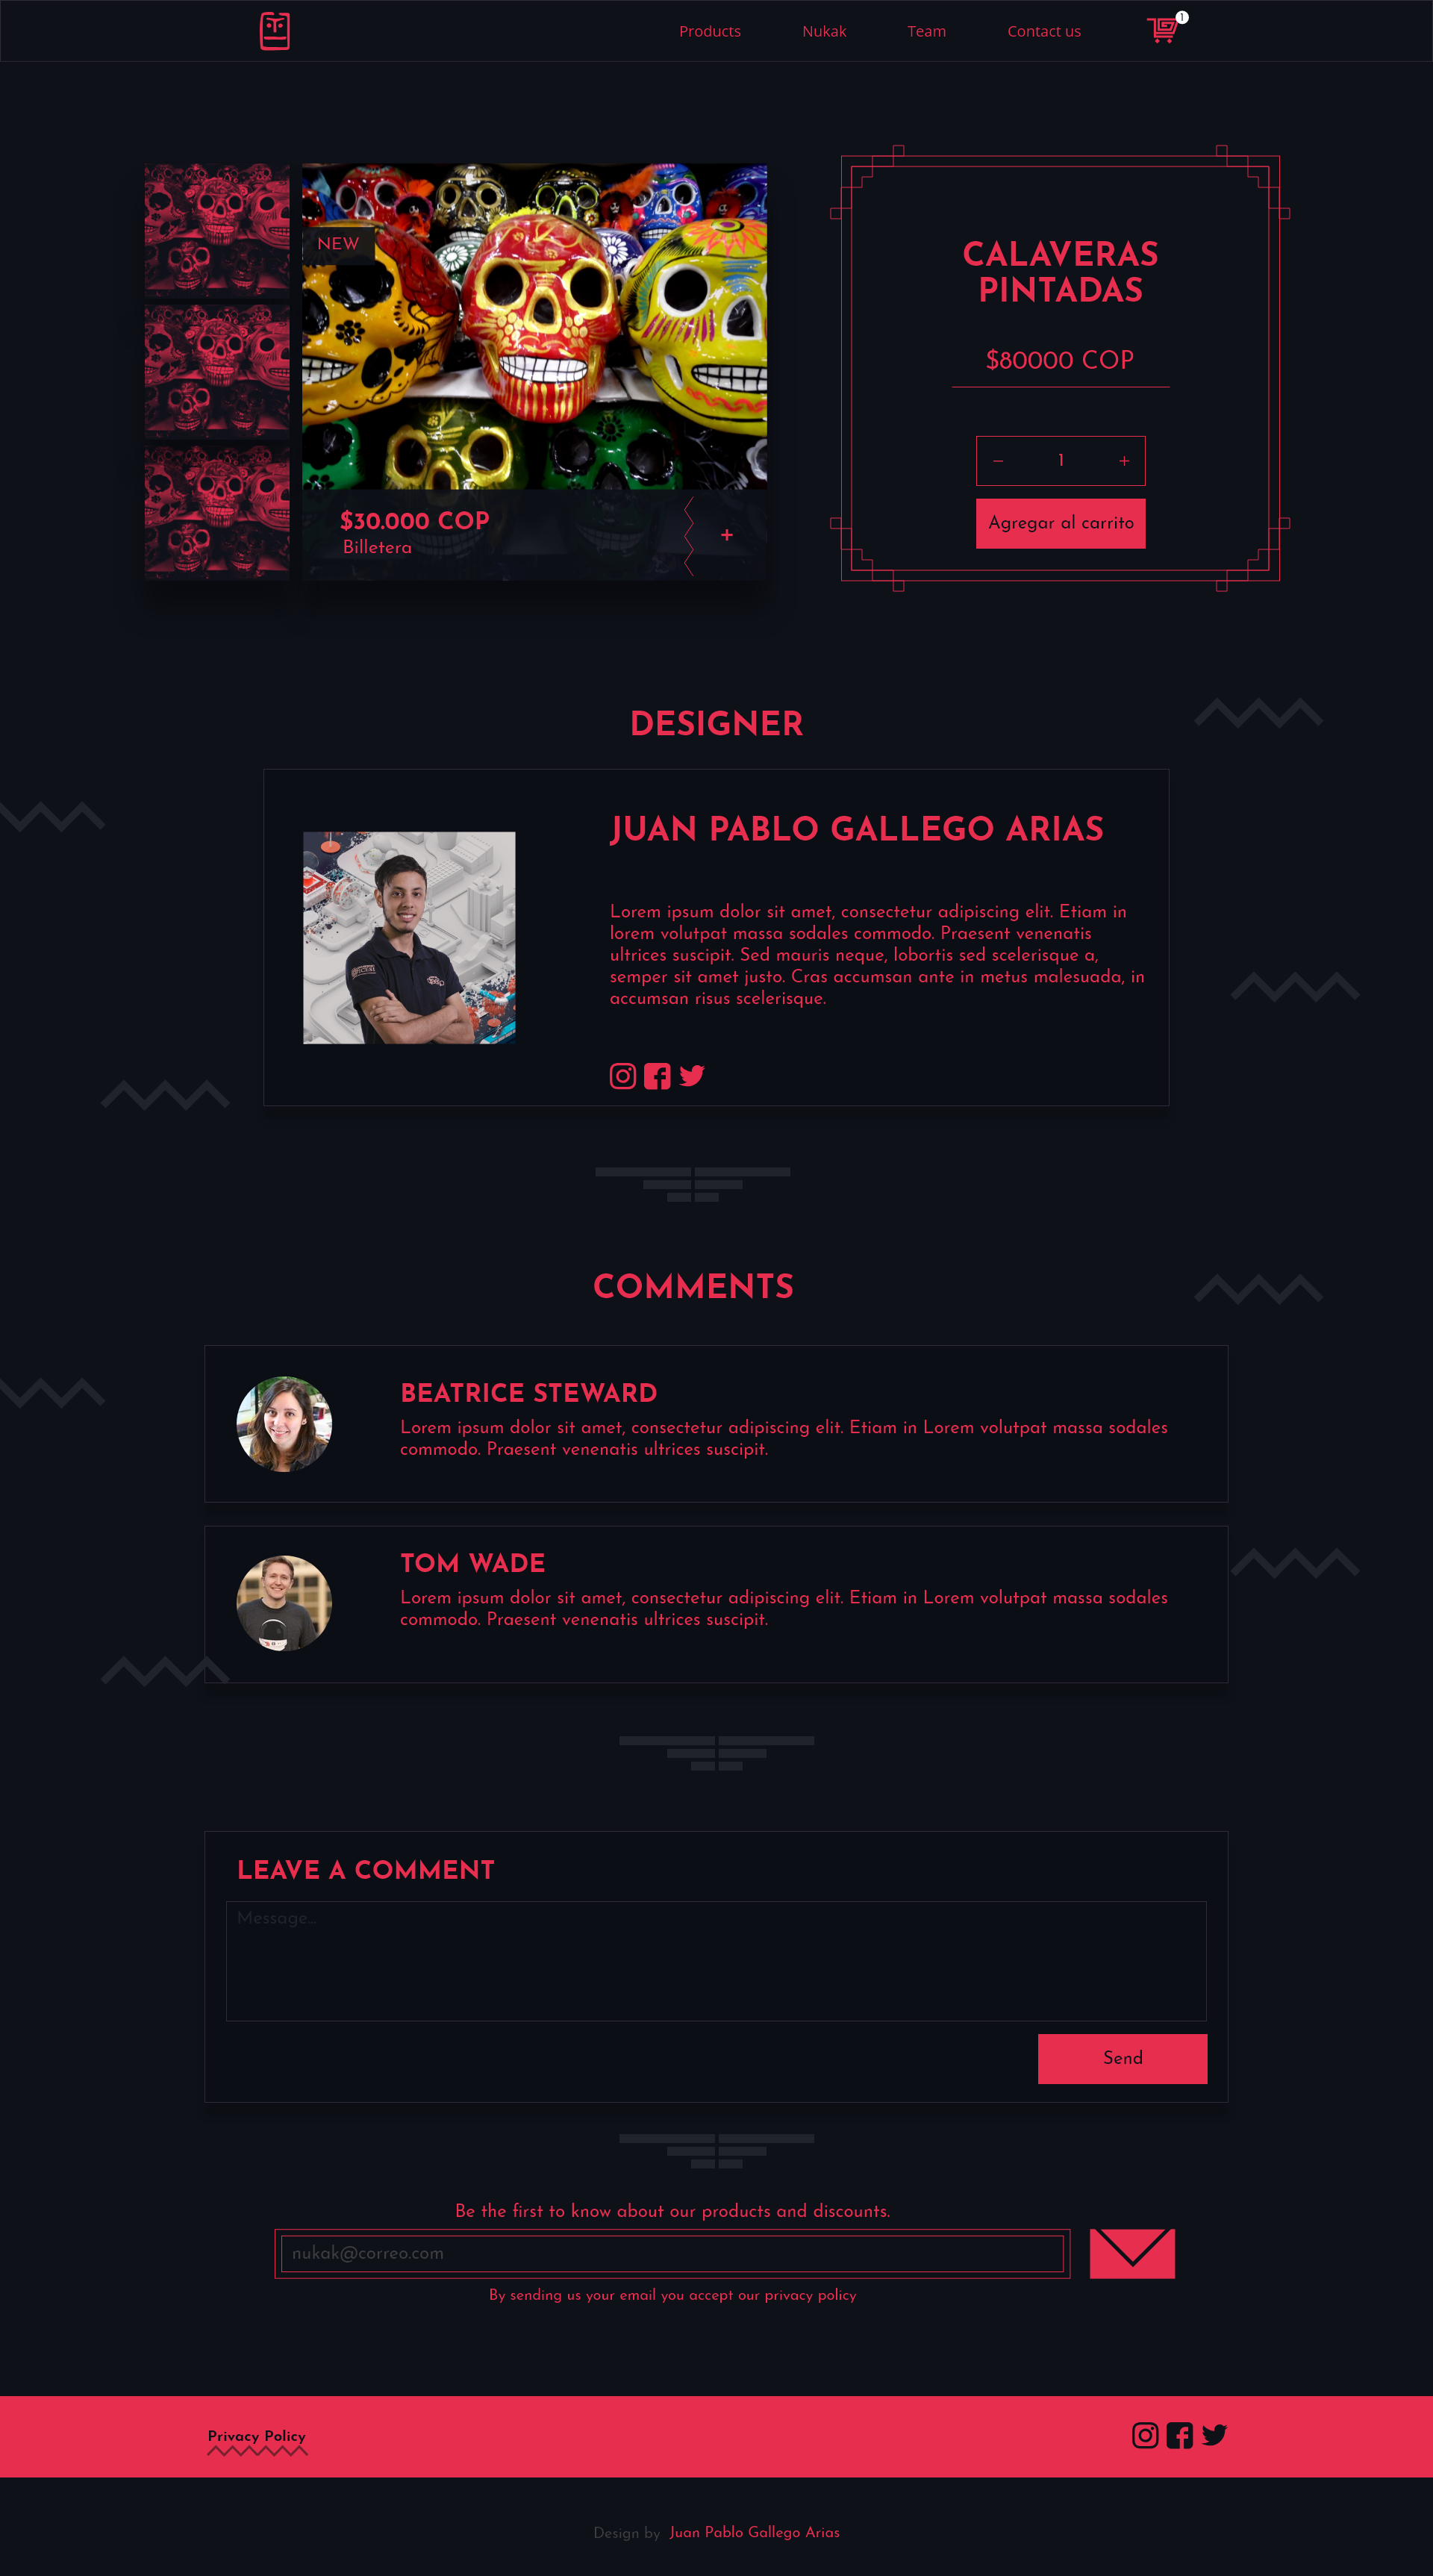 Products
Nukak
Team
Contact us
1
NEW
$30.000 COP
Billetera
+
CALAVERAS
PINTADAS
$80000 COP
– 1 +
Agregar al carrito
DESIGNER
JUAN PABLO GALLEGO ARIAS
Lorem ipsum dolor sit amet, consectetur adipiscing elit. Etiam in
lorem volutpat massa sodales commodo. Praesent venenatis
ultrices suscipit. Sed mauris neque, lobortis sed scelerisque a,
semper sit amet justo. Cras accumsan ante in metus malesuada, in
accumsan risus scelerisque.
COMMENTS
BEATRICE STEWARD
Lorem ipsum dolor sit amet, consectetur adipiscing elit. Etiam in Lorem volutpat massa sodales
commodo. Praesent venenatis ultrices suscipit.
TOM WADE
Lorem ipsum dolor sit amet, consectetur adipiscing elit. Etiam in Lorem volutpat massa sodales
commodo. Praesent venenatis ultrices suscipit.
LEAVE A COMMENT
Message...
Send
Be the first to know about our products and discounts.
nukak@correo.com
By sending us your email you accept our privacy policy
Privacy Policy
Design by Juan Pablo Gallego Arias